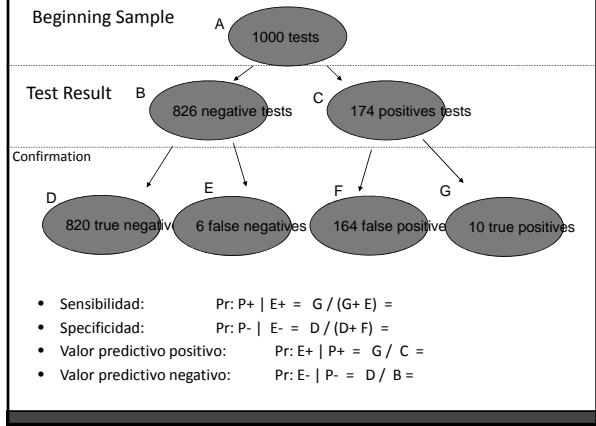 Beginning Sample
A
1000 tests
Test Result
B
826 negative tests
C
174 positives tests
Confirmation
D
820 true negativ
E
6 false negatives
F
164 false positive
G
10 true positives
• Sensibilidad: Pr: P+ | E+ = G / (G+ E) =
• Specificidad: Pr: P- | E- = D / (D+ F) =
• Valor predictivo positivo: Pr: E+ | P+ = G / C =
• Valor predictivo negativo: Pr: E- | P- = D / B =